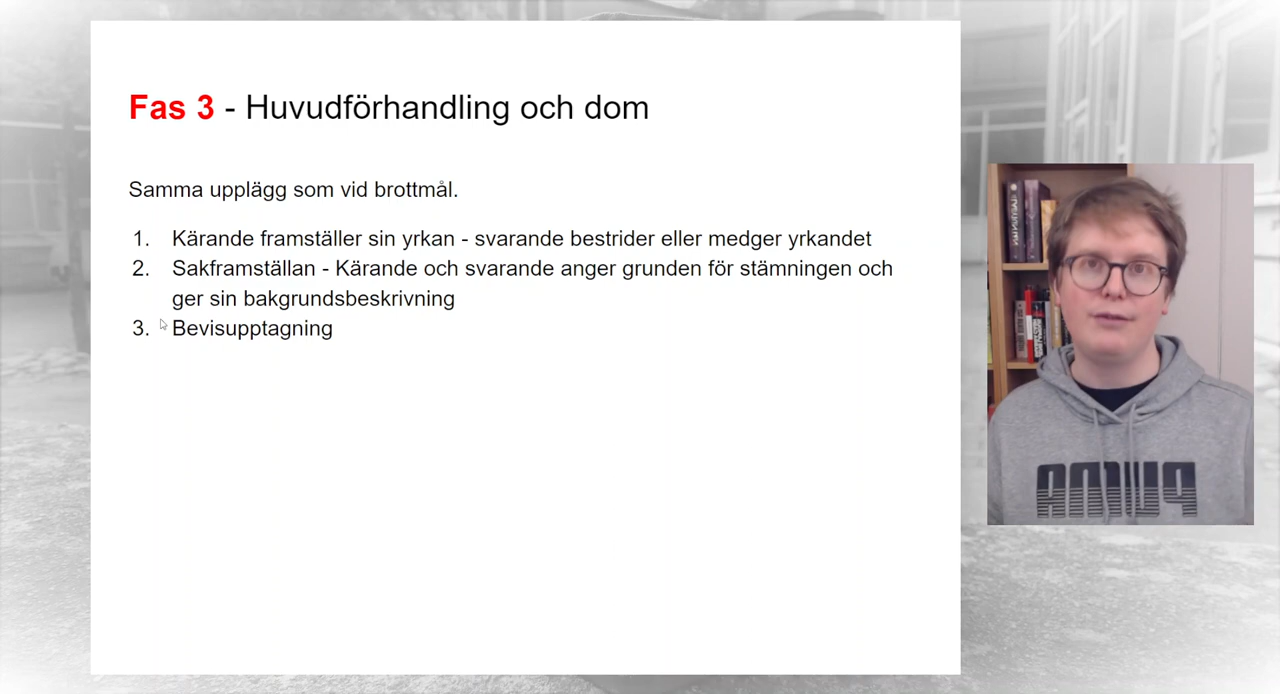 Fas 3 - Huvudförhandling och dom
Samma upplägg som vid brottmål.
1. Kärande framställer sin yrkan - svarande bestrider eller medger yrkandet
2. Sakframställan - Kärande och svarande anger grunden för stämningen och
ger sin bakgrundsbeskrivning
3. Bevisupptagning